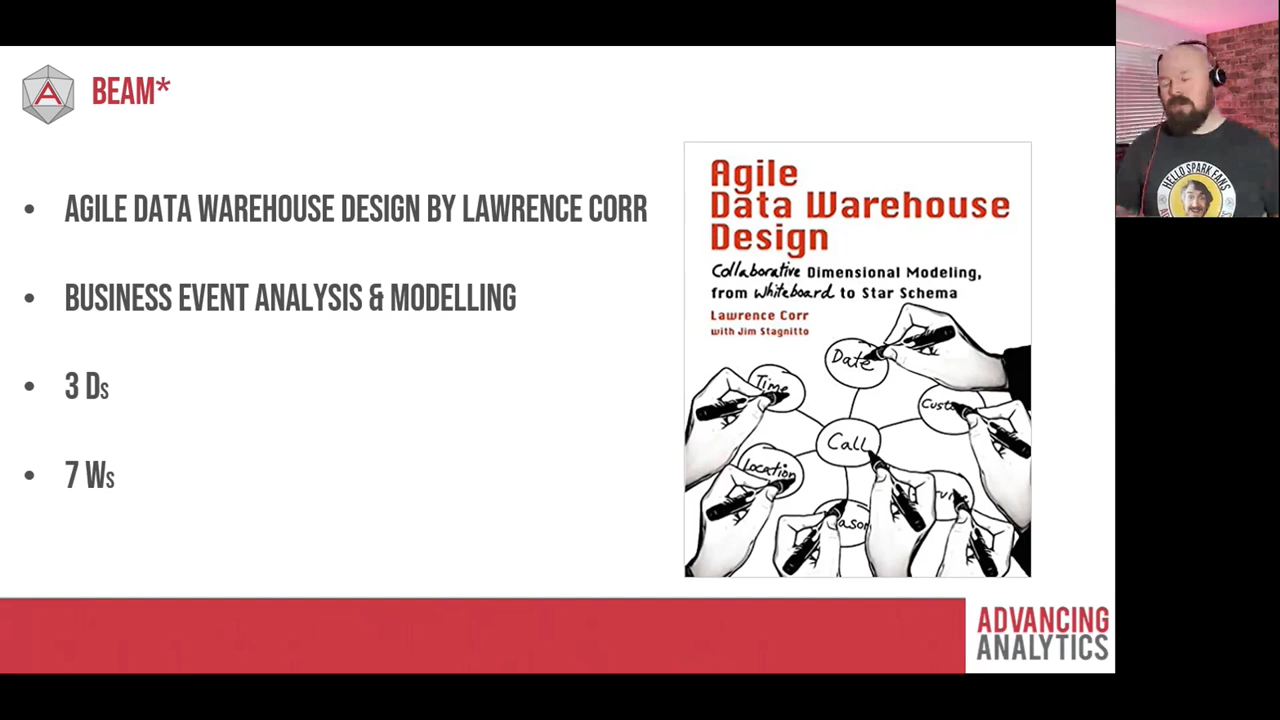 BEAM*
AGILE DATA WAREHOUSE DESIGN BY LAWRENCE CORR
BUSINESS EVENT ANALYSIS & MODELLING
3 Ds
7 Ws
Agile
Data Warehouse
Design
Collaborative Dimensional Modeling,
from Whiteboard to Star Schema
Lawrence Corr
with Jim Stagnitto
Date
Time
Call
Location
ADVANCING
ANALYTICS
HELLO SPARK FANS